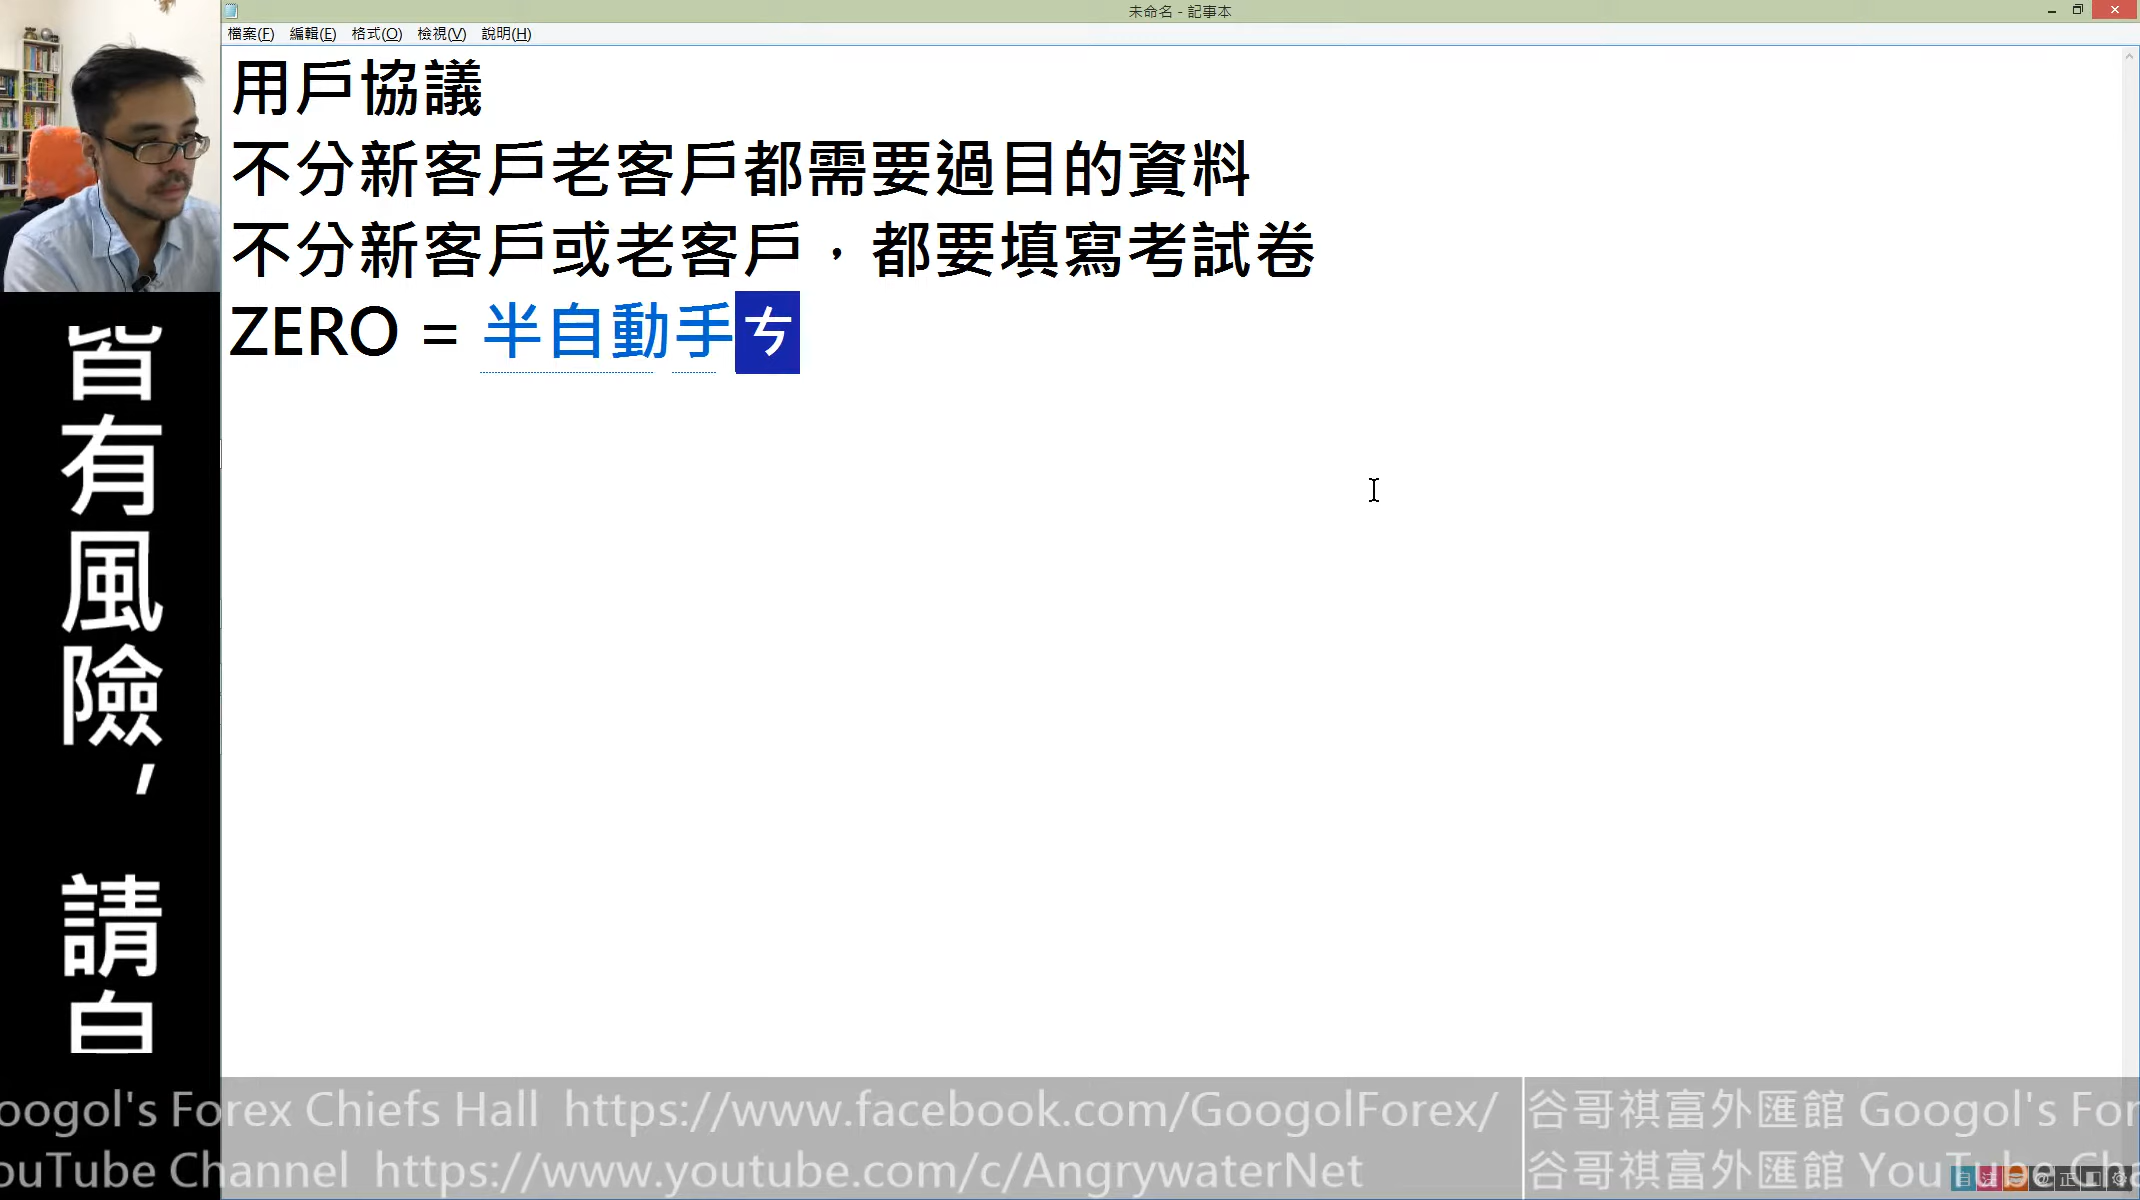 未命名 - 記事本
檔案(F) 編輯(E) 格式(O) 檢視(V) 說明(H)
用戶協議
不分新客戶老客戶都需要過目的資料
不分新客戶或老客戶，都要填寫考試卷
ZERO = 半自動手ㄘ
皆有風險，請自
oogol's Forex Chiefs Hall https://www.facebook.com/GoogolForex/ 谷哥祺富外匯館 Googol's For
ouTube Channel https://www.youtube.com/c/AngrywaterNet 谷哥祺富外匯館 YouTube Cha